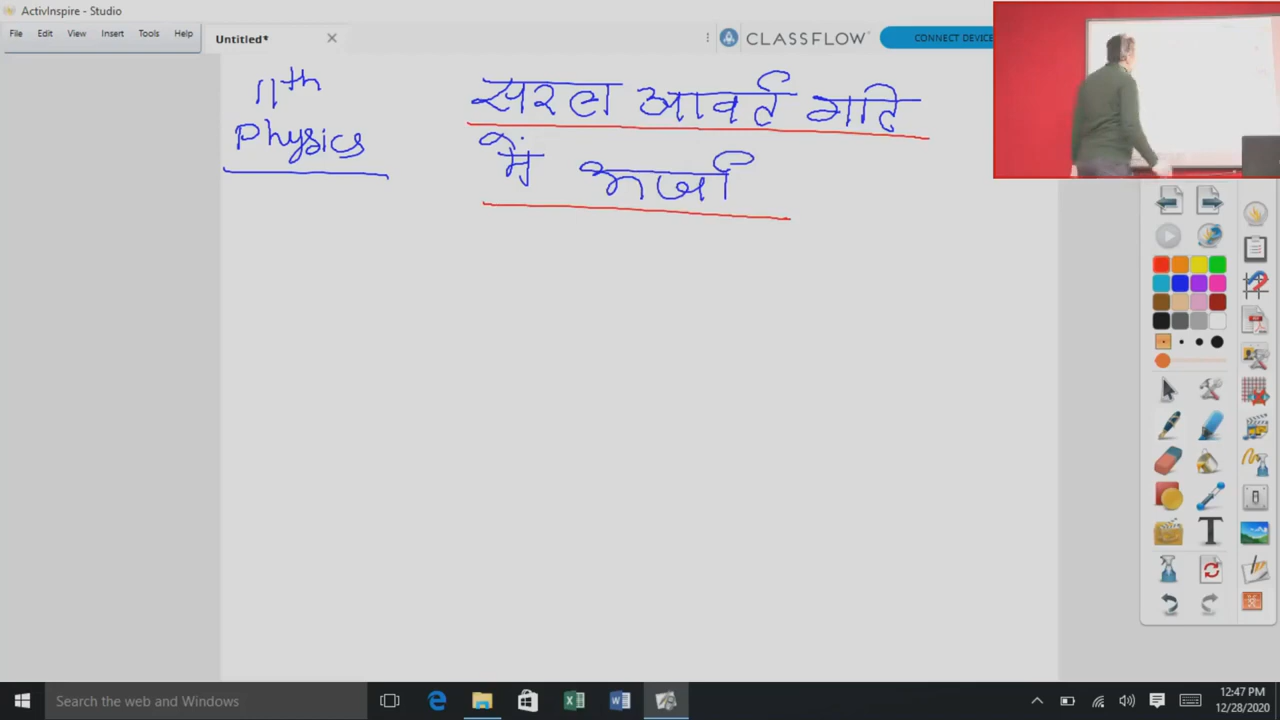 ActivInspire - Studio
File Edit View Insert Tools Help
Untitled*
CLASSFLOW
CONNECT DEVICE
11th
Physics
सरल आवर्त गति
में ऊर्जा
Search the web and Windows
12:47 PM
12/28/2020